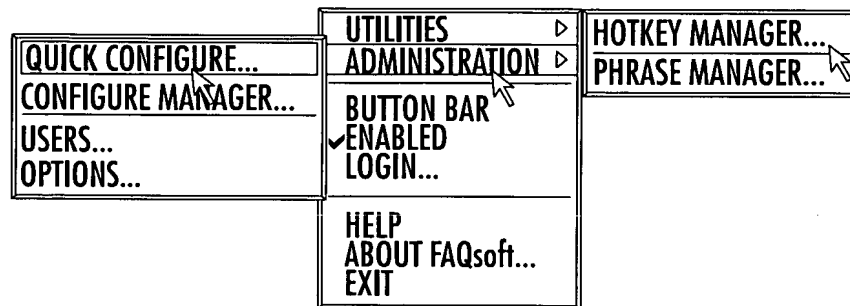 QUICK CONFIGURE...
CONFIGURE MANAGER...
USERS...
OPTIONS...
UTILITIES
ADMINISTRATION
BUTTON BAR
✓ENABLED
LOGIN...
HELP
ABOUT FAQsoft...
EXIT
HOTKEY MANAGER...
PHRASE MANAGER...